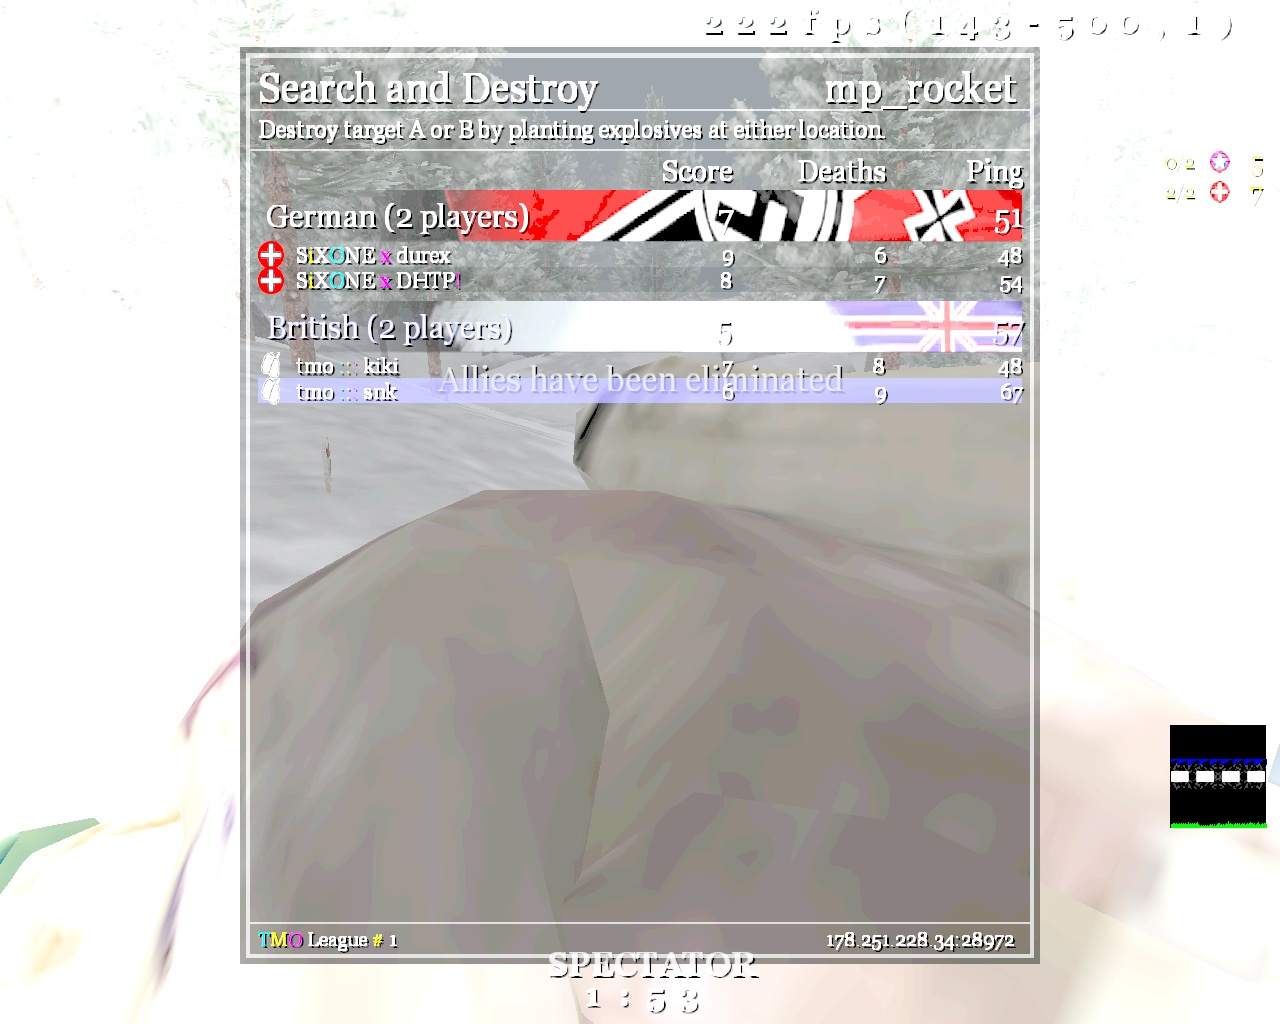 222fps(143-500,1)
Search and Destroy mp_rocket
Destroy target A or B by planting explosives at either location.
Score Deaths Ping
0/2 5
2/2 7
German (2 players) 7 51
SiXONE x durex 9 6 48
SiXONE x DHTP! 8 7 54
British (2 players) 5 57
tmo ::: kiki 7 8 48
Allies have been eliminated
tmo ::: snk 6 9 67
TMO League # 1 178.251.228.34:28972
SPECTATOR
1:53